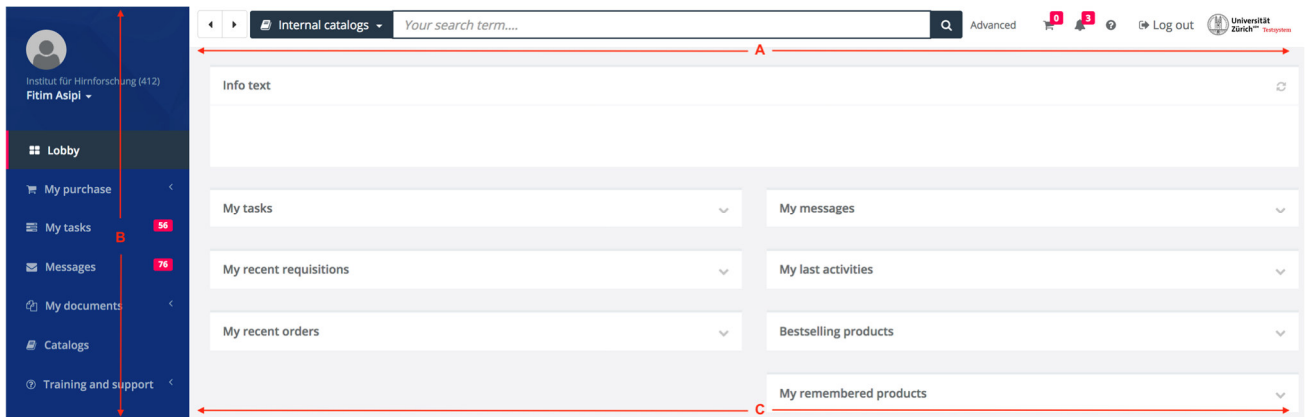 Internal catalogs
Your search term....
Advanced
0
3
Log out
Universität
Zürich
Testsystem
A
Institut für Hirnforschung (412)
Fitim Asipi
Lobby
My purchase
My tasks
56
B
Messages
76
My documents
Catalogs
Training and support
Info text
My tasks
My messages
My recent requisitions
My last activities
My recent orders
Bestselling products
My remembered products
C